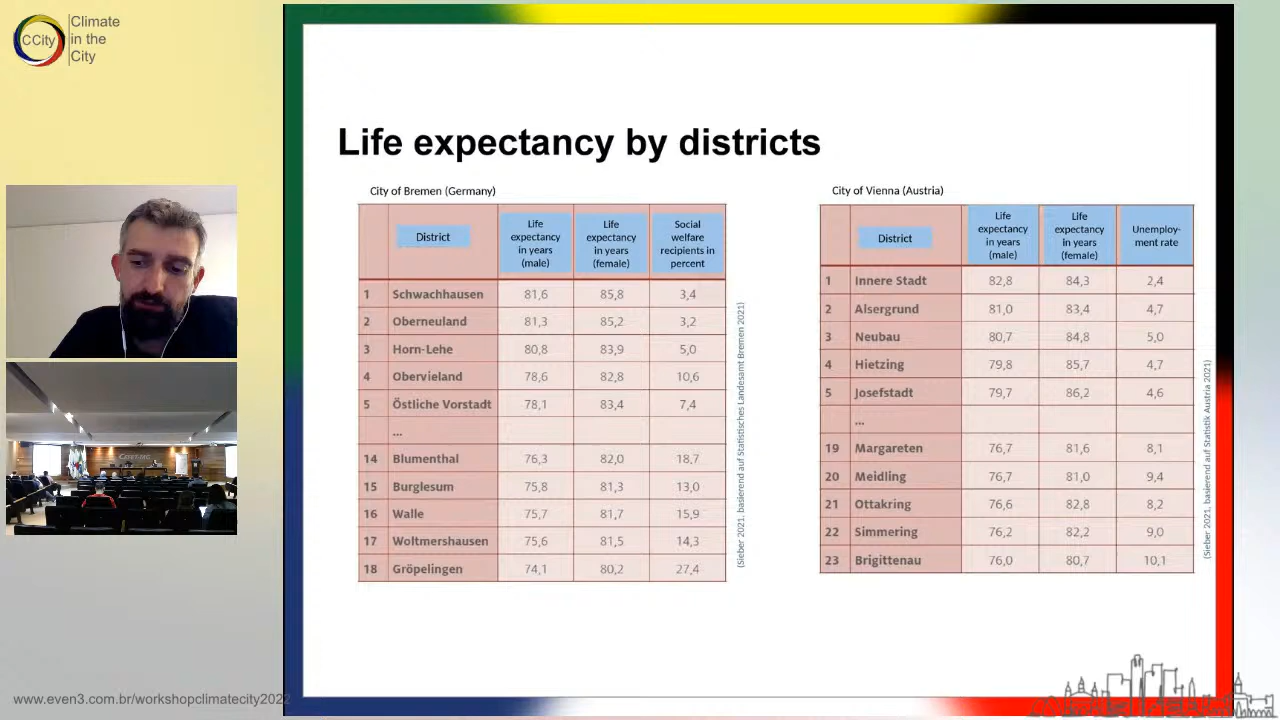 CCity
Climate
in the
City
Life expectancy by districts
City of Bremen (Germany)
District
Life
expectancy
in years
(male)
Life
expectancy
in years
(female)
Social
welfare
recipients in
percent
1 Schwachhausen 81,6 85,8 3,4
2 Oberneuland 81,3 85,2 3,2
3 Horn-Lehe 80,8 83,9 5,0
4 Obervieland 78,6 82,8 10,6
5 Östliche Vorstadt 78,1 83,4 7,4
...
14 Blumenthal 76,3 82,0 18,7
15 Burglesum 75,8 81,3 13,0
16 Walle 75,7 81,7 15,9
17 Woltmershausen 75,6 81,5 14,3
18 Gröpelingen 74,1 80,2 27,4
(Sieber 2021, basierend auf Statistisches Landesamt Bremen 2021)
City of Vienna (Austria)
District
Life
expectancy
in years
(male)
Life
expectancy
in years
(female)
Unemploy-
ment rate
1 Innere Stadt 82,8 84,3 2,4
2 Alsergrund 81,0 83,4 4,7
3 Neubau 80,7 84,8 5,0
4 Hietzing 79,8 85,7 4,7
5 Josefstadt 79,7 86,2 4,6
...
19 Margareten 76,7 81,6 8,1
20 Meidling 76,7 81,0 9,4
21 Ottakring 76,6 82,8 8,2
22 Simmering 76,2 82,2 9,0
23 Brigittenau 76,0 80,7 10,1
(Sieber 2021, basierend auf Statistik Austria 2021)
www.even3.com.br/workshopclimatecity2022